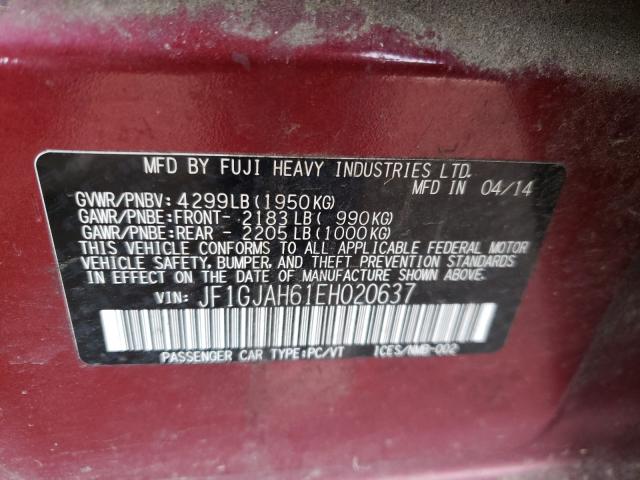 MFD BY FUJI HEAVY INDUSTRIES LTD.
MFD IN 04/14
GVWR/PNBV: 4299LB(1950KG)
GAWR/PNBE:FRONT- 2183LB( 990KG)
GAWR/PNBE:REAR - 2205LB(1000KG)
THIS VEHICLE CONFORMS TO ALL APPLICABLE FEDERAL MOTOR
VEHICLE SAFETY, BUMPER, AND THEFT PREVENTION STANDARDS
IN EFFECT ON THE DATE OF MANUFACTURE SHOWN ABOVE.
VIN: JF1GJAH61EH020637
PASSENGER CAR TYPE:PC/VT ICES/NMB-002